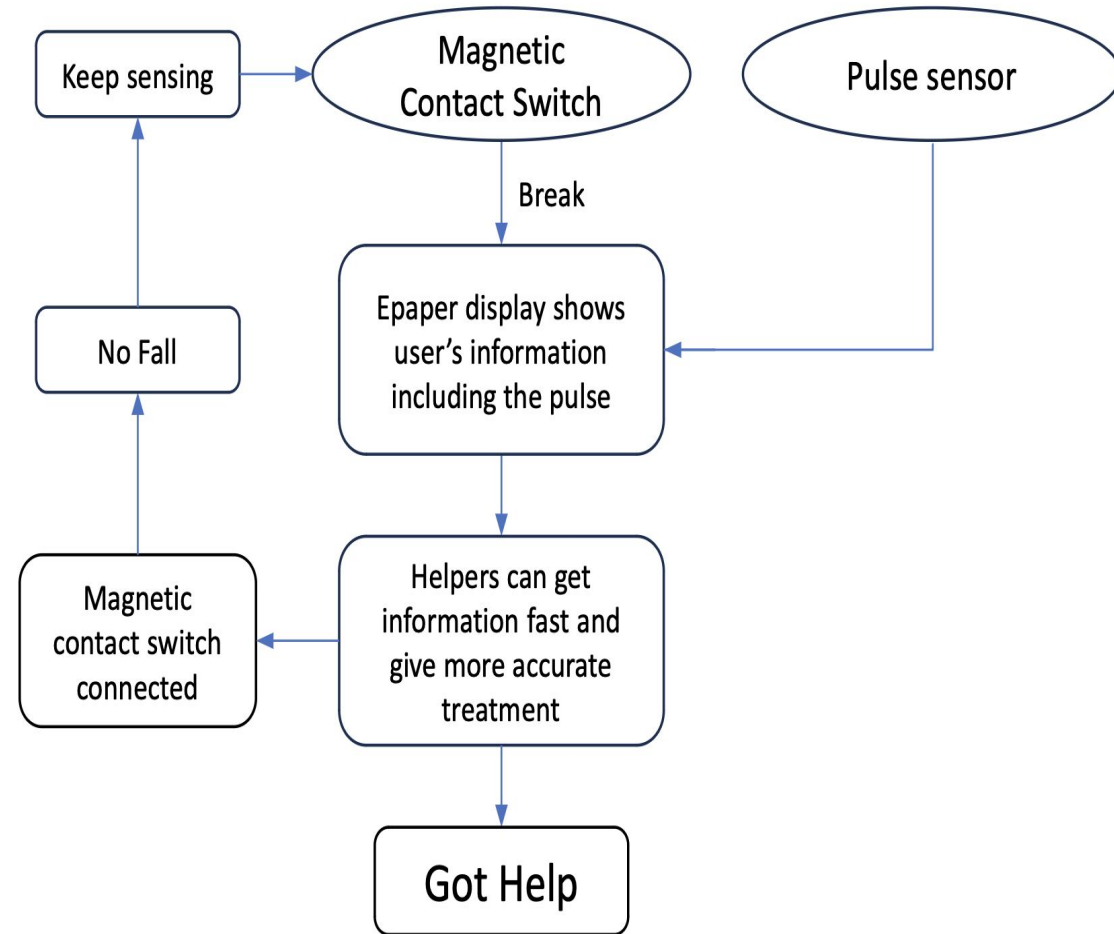 Keep sensing
Magnetic
Contact Switch
Pulse sensor
Break
Epaper display shows
user’s information
including the pulse
No Fall
Helpers can get
information fast and
give more accurate
treatment
Magnetic
contact switch
connected
Got Help